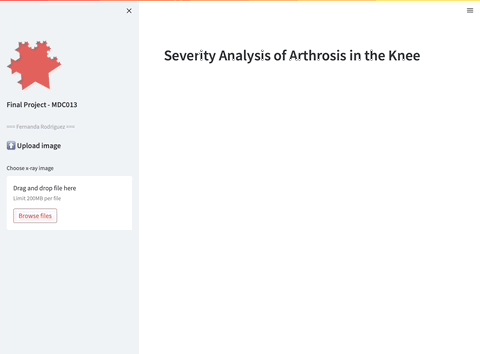 Final Project - MDC013
=== Fernanda Rodríguez ===
Upload image
Choose x-ray image
Drag and drop file here
Limit 200MB per file
Browse files
Severity Analysis of Arthrosis in the Knee